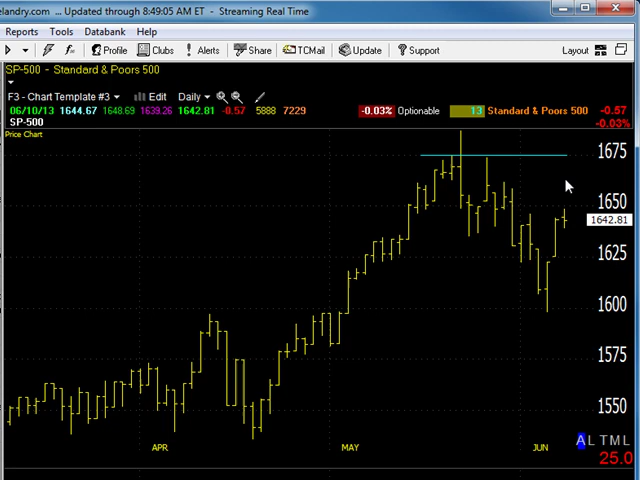 elandry.com ... Updated through 8:49:05 AM ET - Streaming Real Time
Reports Tools Databank Help
Profile Clubs Alerts Share TCMail Update Support Layout
SP-500 - Standard & Poors 500
F3 - Chart Template #3 Edit Daily
06/10/13 1644.67 1648.69 1639.26 1642.81 -0.57 5888 7229 -0.03% Optionable 13 Standard & Poors 500 -0.57
-0.03%
SP-500
Price Chart
1675
1650
1642.81
1625
1600
1575
1550
APR MAY JUN
A L T M L
25.0